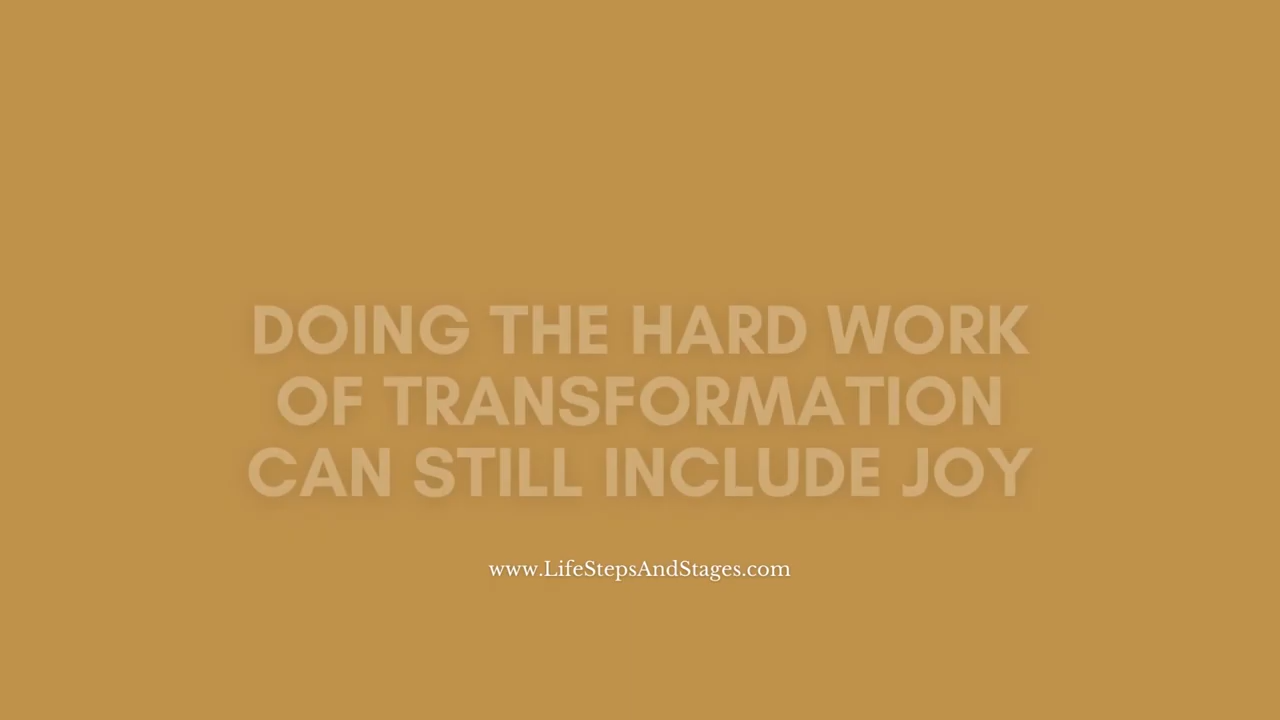 DOING THE HARD WORK
OF TRANSFORMATION
CAN STILL INCLUDE JOY
www.LifeStepsAndStages.com